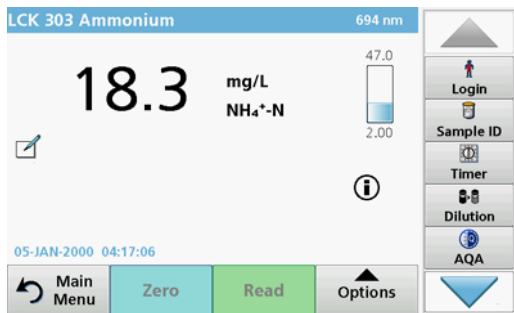 LCK 303 Ammonium 694 nm
47.0
18.3 mg/L
NH₄⁺-N
2.00
05-JAN-2000 04:17:06
Main Menu
Zero
Read
Options
Login
Sample ID
Timer
Dilution
AQA